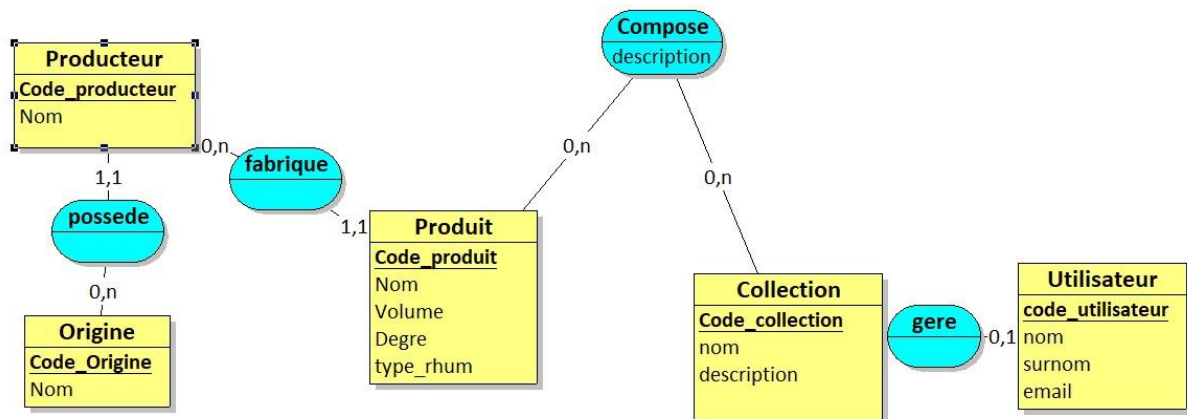 Producteur
Code_producteur
Nom
1,1
possede
0,n
Origine
Code_Origine
Nom
0,n
fabrique
1,1
Produit
Code_produit
Nom
Volume
Degre
type_rhum
Compose
description
0,n
0,n
Collection
Code_collection
nom
description
gere
0,1
Utilisateur
code_utilisateur
nom
surnom
email